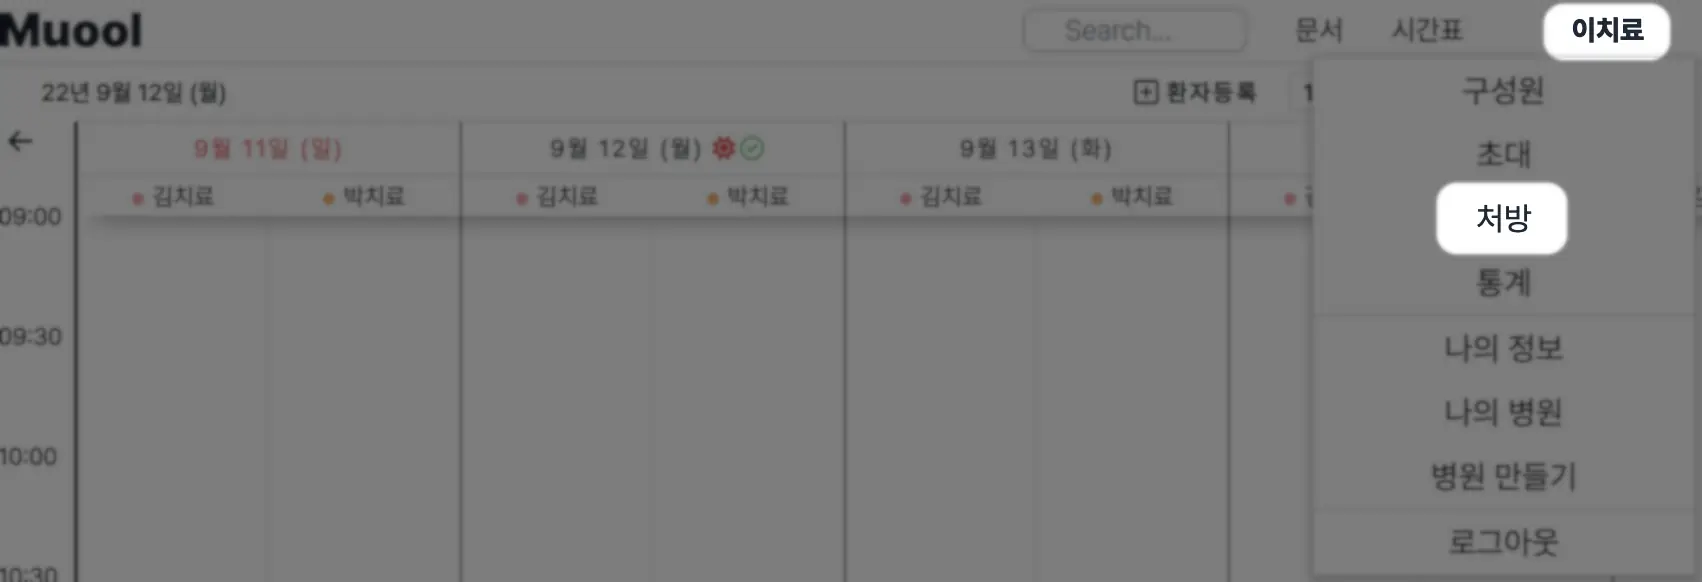 Muool
Search...
문서
시간표
이치료
22년 9월 12일 (월)
환자등록
1
9월 11일 (일)
9월 12일 (월)
9월 13일 (화)
김치료
박치료
김치료
박치료
김치료
박치료
09:00
09:30
10:00
10:30
구성원
초대
처방
통계
나의 정보
나의 병원
병원 만들기
로그아웃